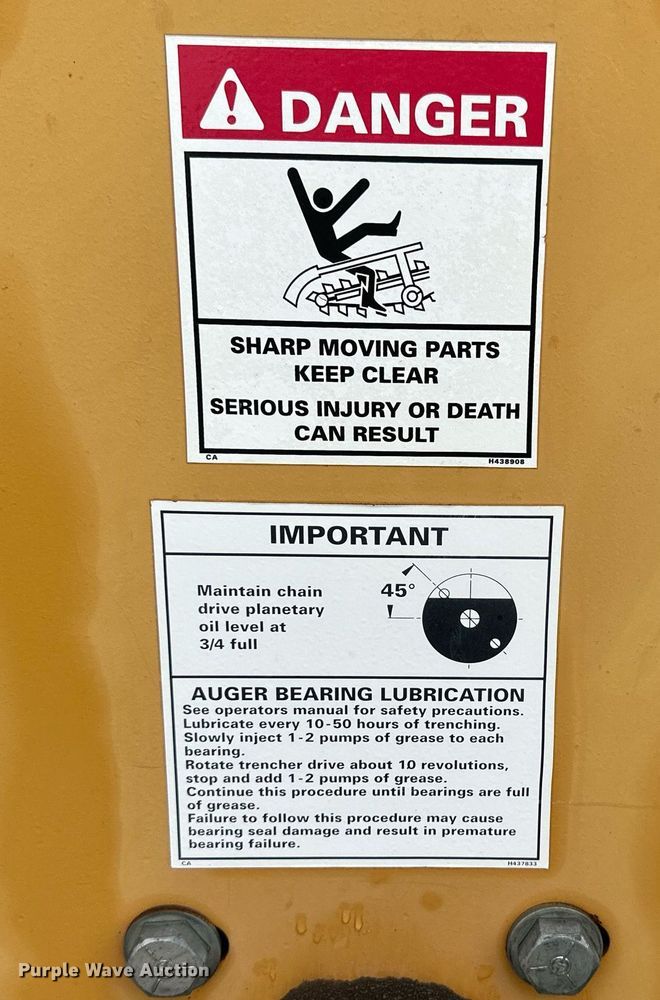 DANGER
SHARP MOVING PARTS
KEEP CLEAR
SERIOUS INJURY OR DEATH
CAN RESULT
CA H438908
IMPORTANT
Maintain chain
drive planetary
oil level at
3/4 full
45°
AUGER BEARING LUBRICATION
See operators manual for safety precautions.
Lubricate every 10-50 hours of trenching.
Slowly inject 1-2 pumps of grease to each
bearing.
Rotate trencher drive about 10 revolutions,
stop and add 1-2 pumps of grease.
Continue this procedure until bearings are full
of grease.
Failure to follow this procedure may cause
bearing seal damage and result in premature
bearing failure.
CA H437833
Purple Wave Auction